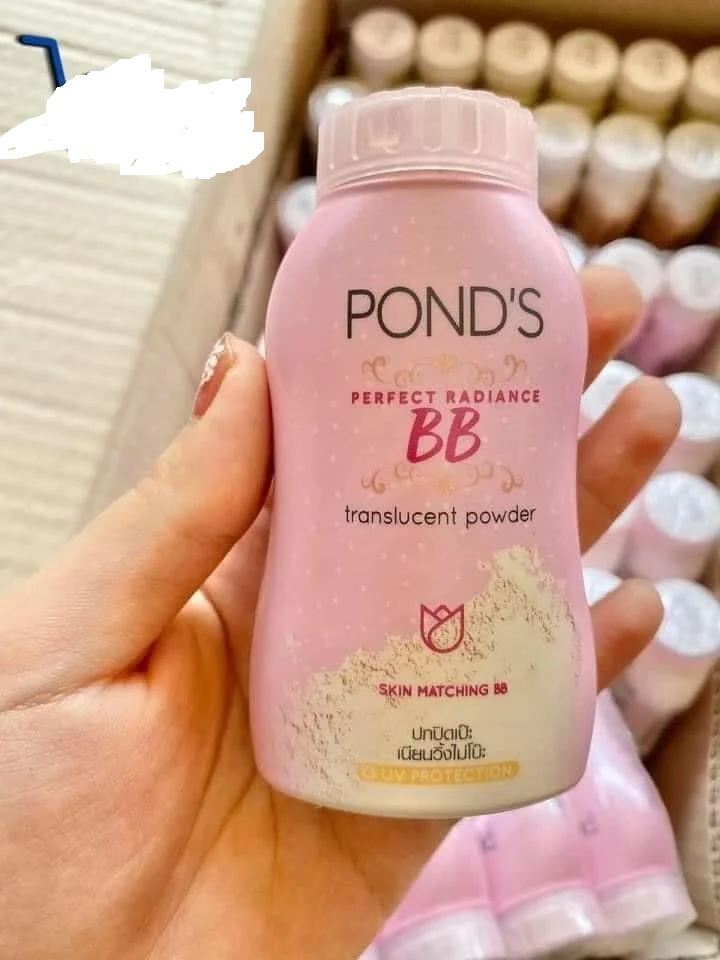 POND'S
PERFECT RADIANCE
BB
translucent powder
SKIN MATCHING BB
ปกปิดเป๊ะ
เนียนวิ้งไม่โป๊ะ
UV PROTECTION